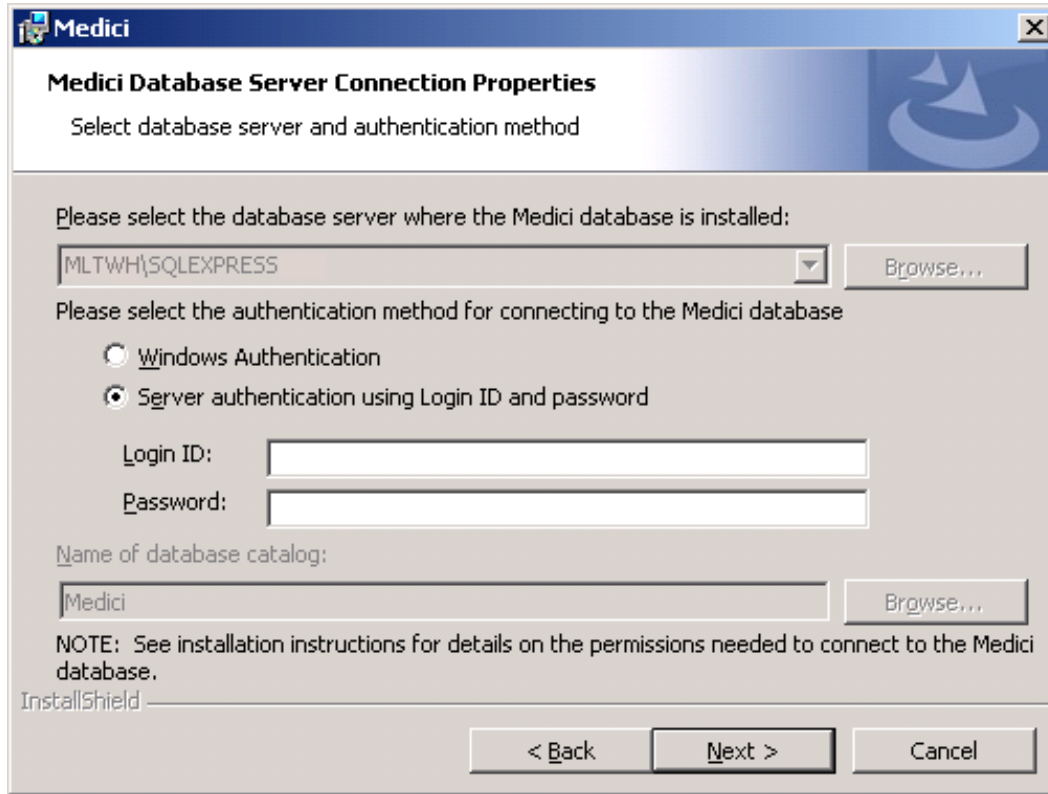 Medici
Medici Database Server Connection Properties
Select database server and authentication method
Please select the database server where the Medici database is installed:
MLTWH\SQLEXPRESS
Browse...
Please select the authentication method for connecting to the Medici database
Windows Authentication
Server authentication using Login ID and password
Login ID:
Password:
Name of database catalog:
Medici
Browse...
NOTE:  See installation instructions for details on the permissions needed to connect to the Medici
database.
InstallShield
< Back
Next >
Cancel